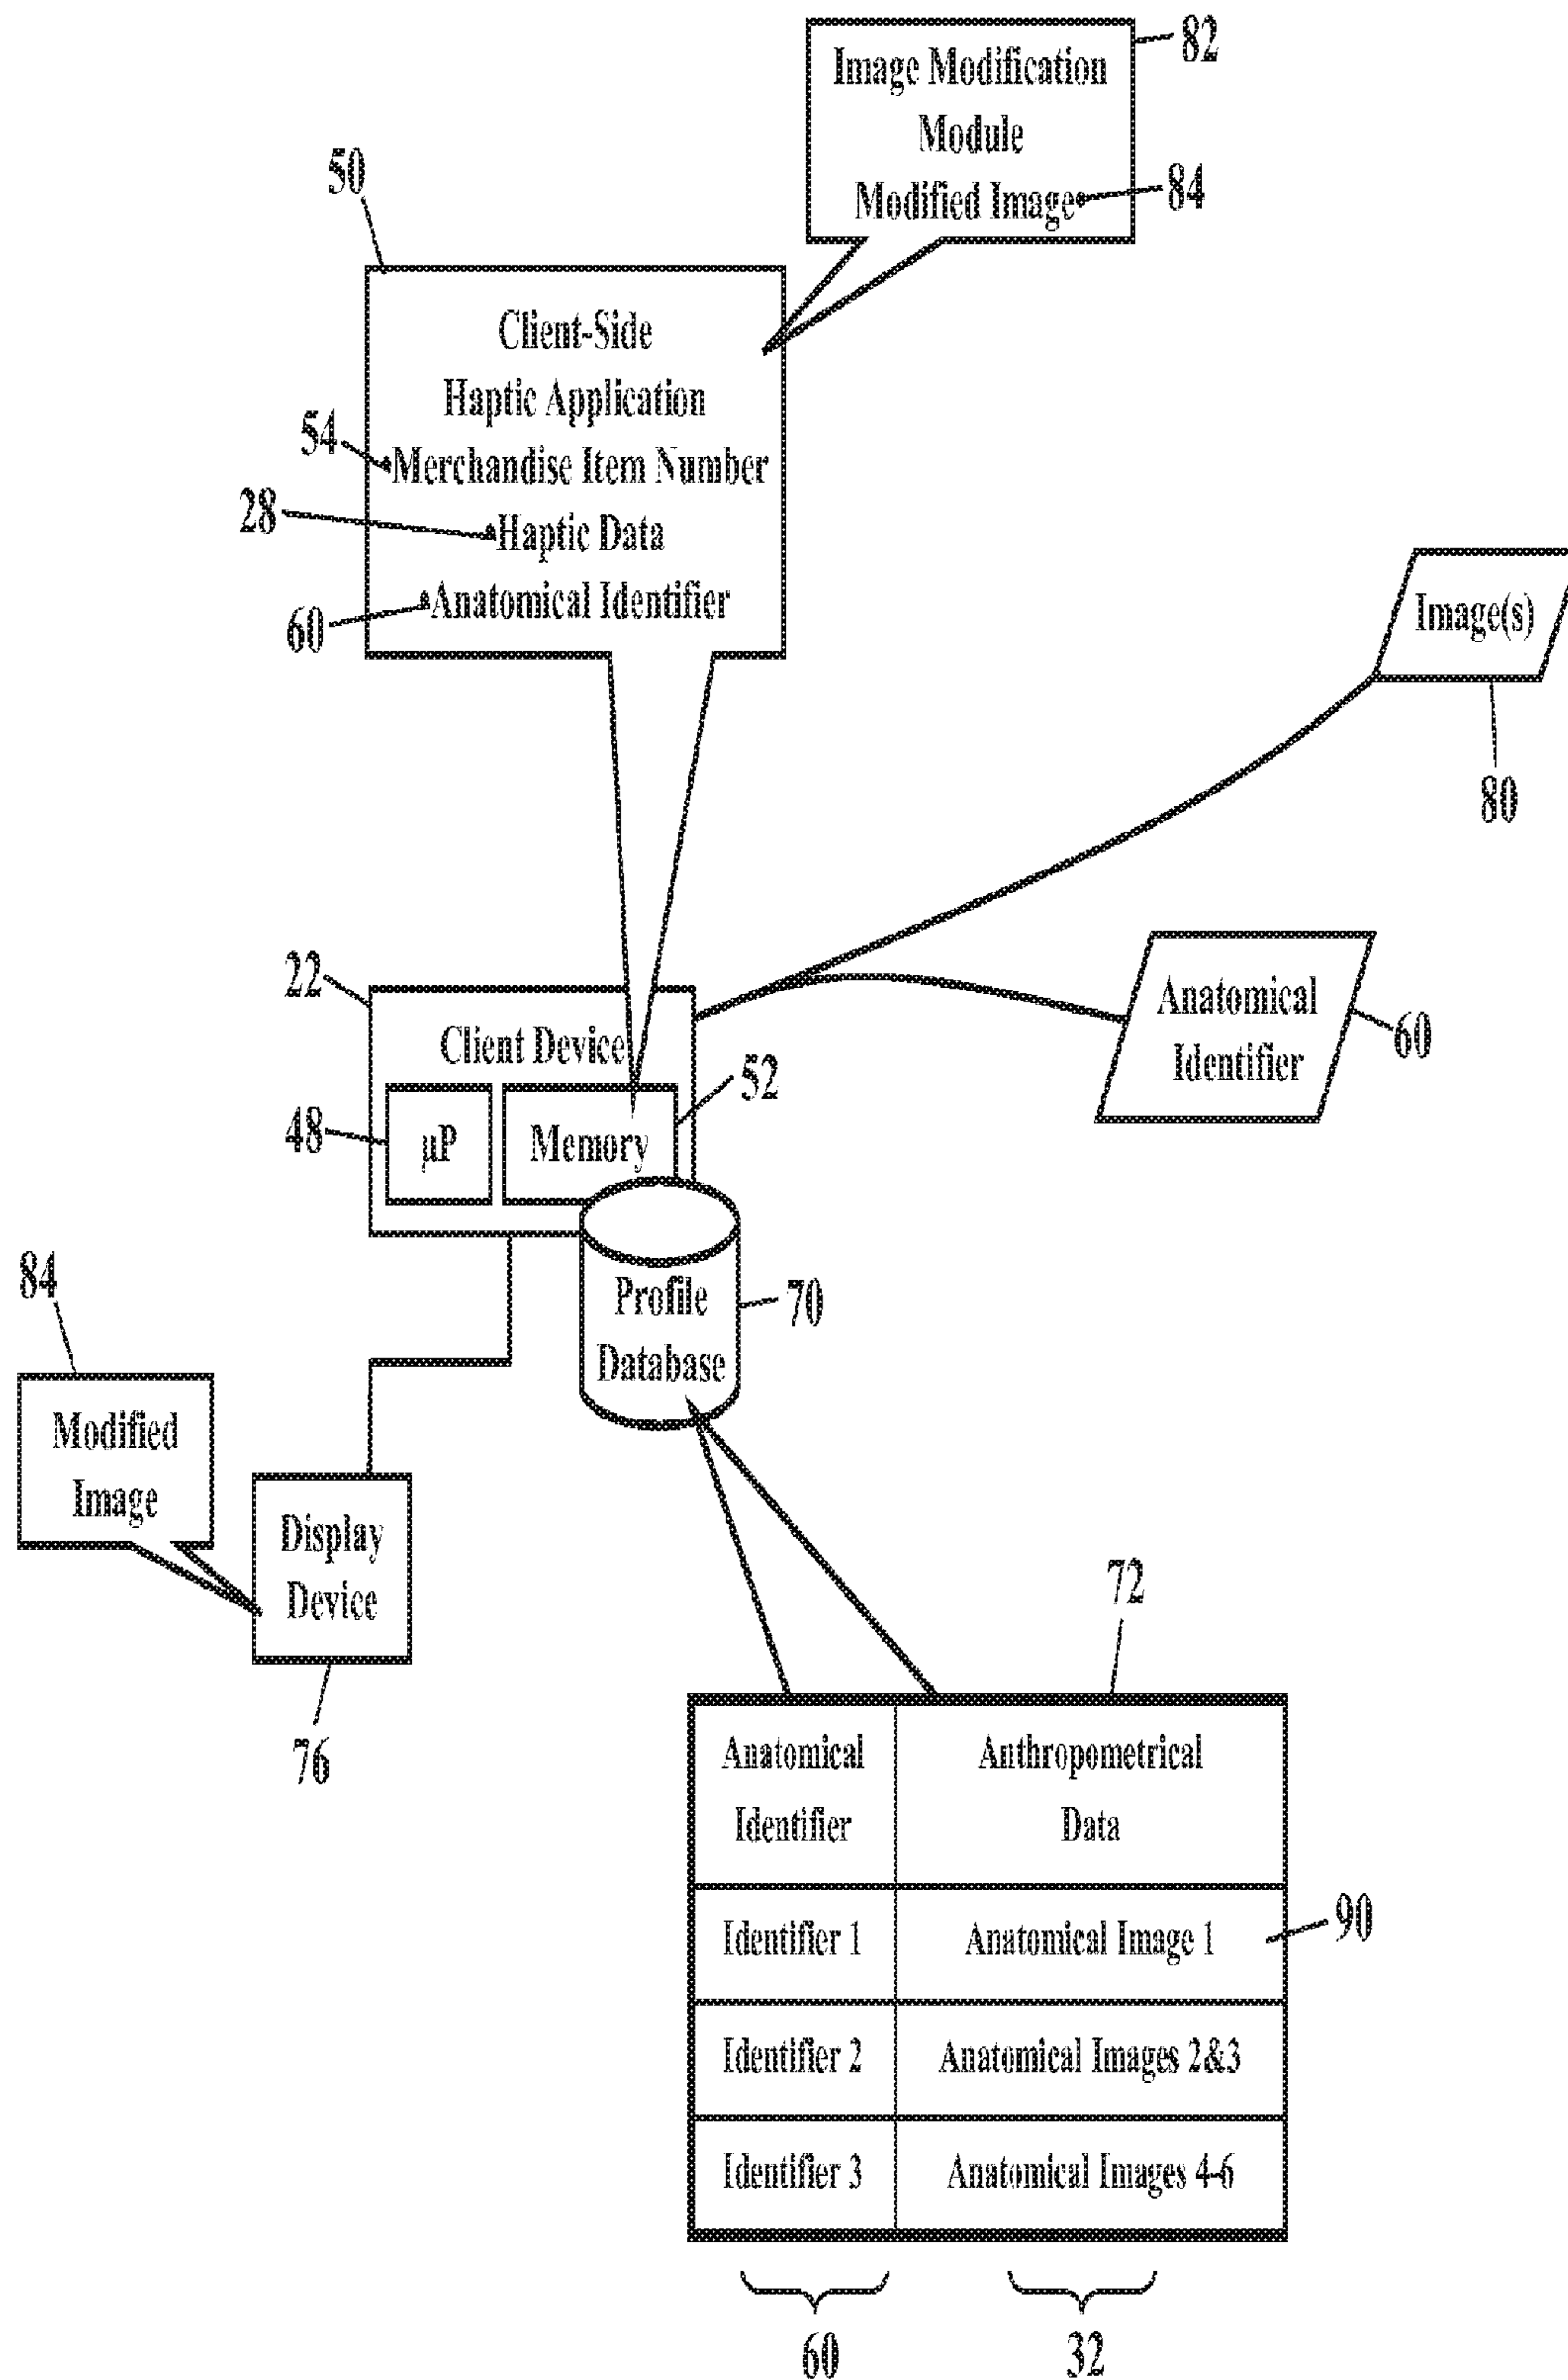 82
Image Modification
Module
Modified Image
84
50
Client-Side
Haptic Application
54
Merchandise Item Number
28
Haptic Data
60
Anatomical Identifier
Image(s)
80
22
Client Device
Anatomical
Identifier
60
52
48
µP
Memory
84
Profile
Database
70
Modified
Image
Display
Device
76
72
Anatomical
Identifier
Anthropometrical
Data
Identifier 1
Anatomical Image 1
90
Identifier 2
Anatomical Images 2&3
Identifier 3
Anatomical Images 4-6
60
32